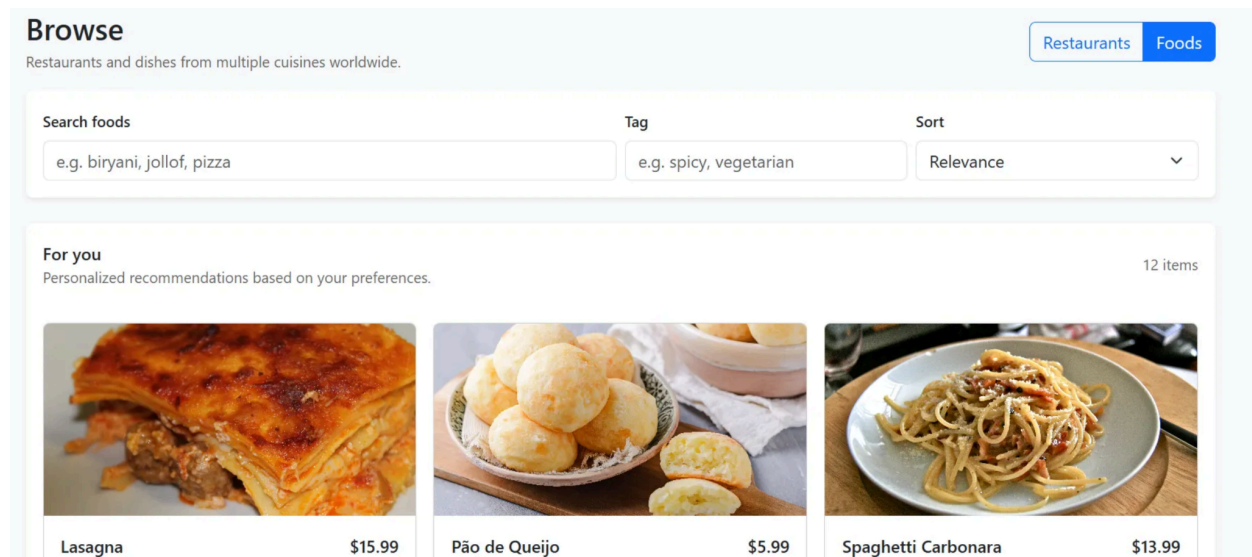 Browse
Restaurants and dishes from multiple cuisines worldwide.
Restaurants Foods
Search foods
Tag
Sort
e.g. biryani, jollof, pizza
e.g. spicy, vegetarian
Relevance
For you
Personalized recommendations based on your preferences.
12 items
Lasagna $15.99
Pão de Queijo $5.99
Spaghetti Carbonara $13.99